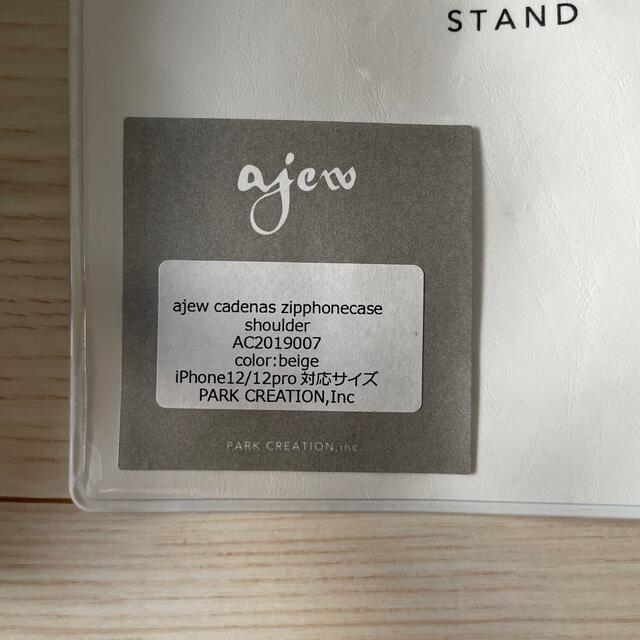 STAND
ajew
ajew cadenas zipphonecase
shoulder
AC2019007
color:beige
iPhone12/12pro 対応サイズ
PARK CREATION,Inc
PARK CREATION,inc.